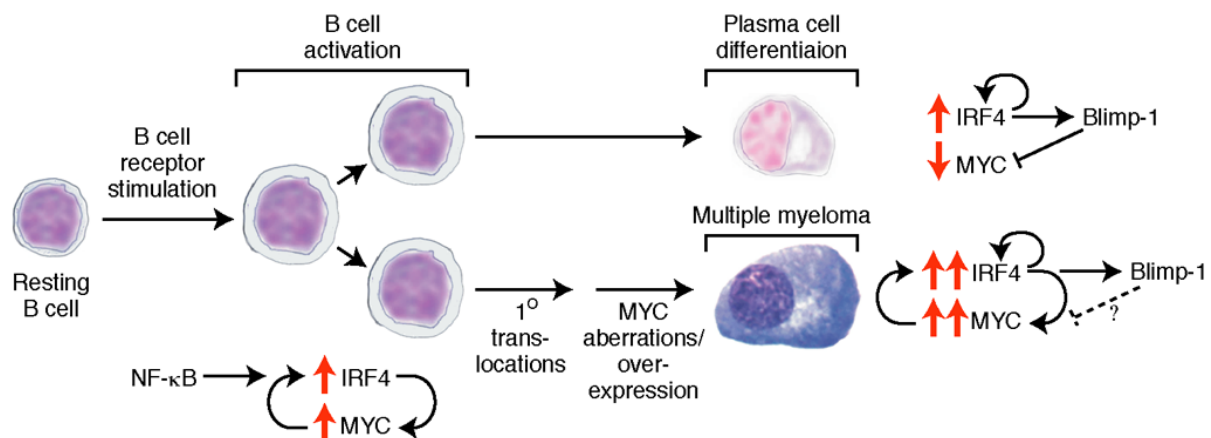 B cell
activation
Plasma cell
differentiaion
B cell
receptor
stimulation
IRF4
Blimp-1
MYC
Resting
B cell
Multiple myeloma
1o
trans-
locations
MYC
aberrations/
over-
expression
IRF4
Blimp-1
MYC
?
NF-κB
IRF4
MYC